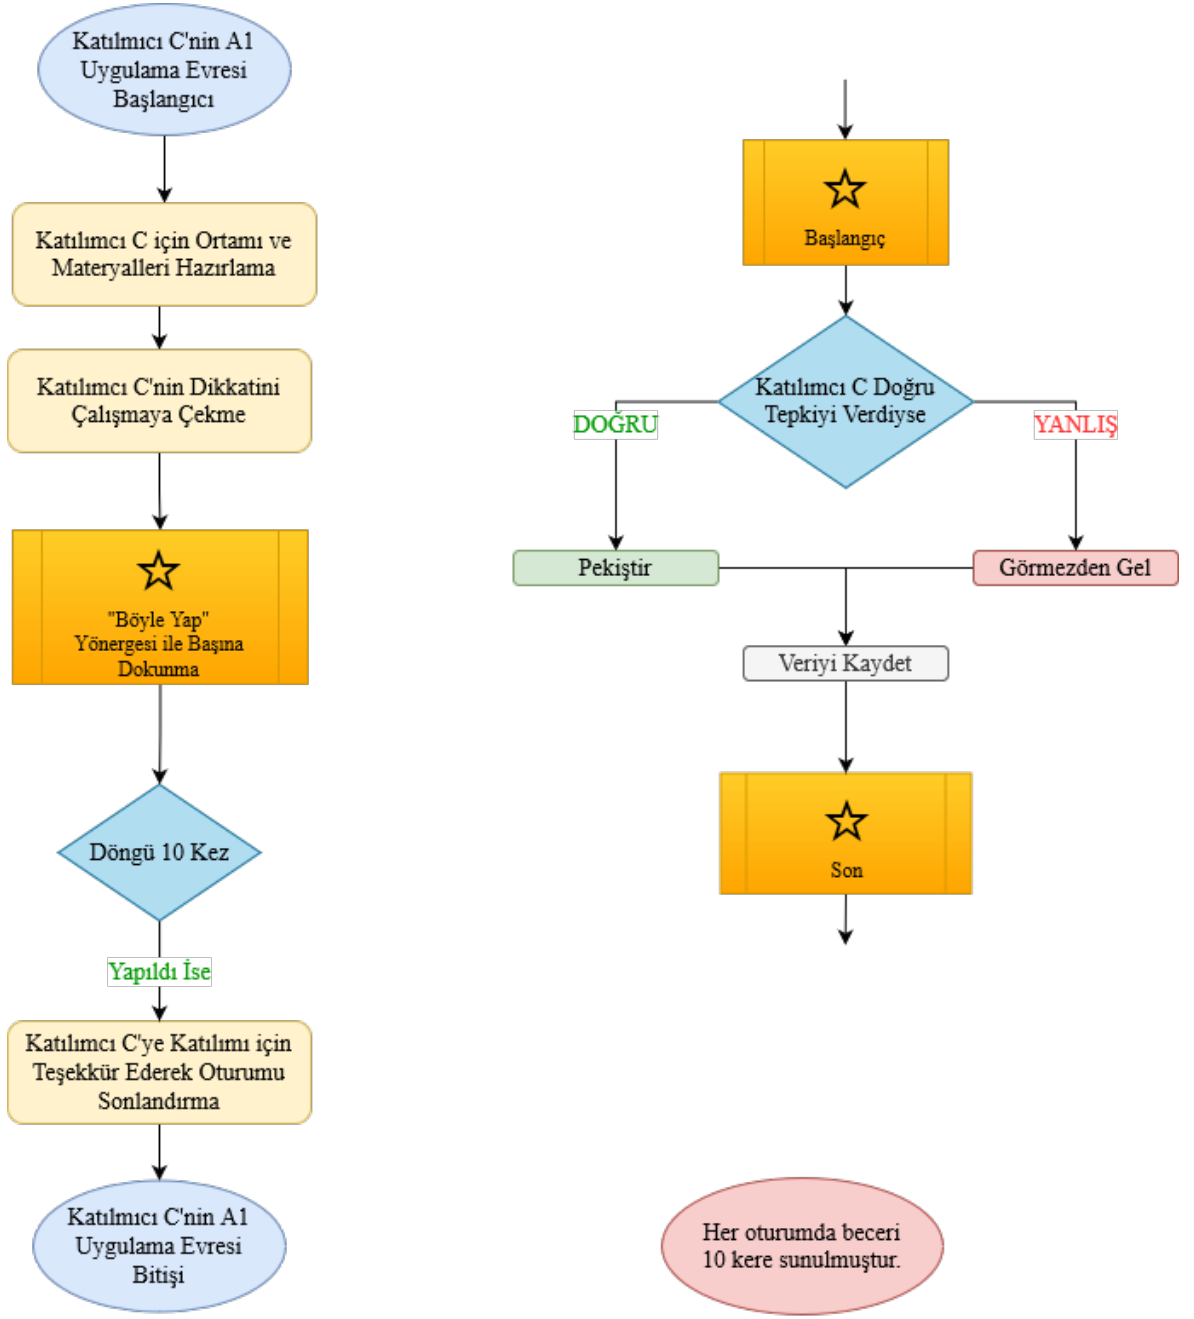 Katılmıcı C'nin A1
Uygulama Evresi
Başlangıcı
Katılımcı C için Ortamı ve
Materyalleri Hazırlama
Katılımcı C'nin Dikkatini
Çalışmaya Çekme
"Böyle Yap"
Yönergesi ile Başına
Dokunma
Döngü 10 Kez
Yapıldı İse
Katılımcı C'ye Katılımı için
Teşekkür Ederek Oturumu
Sonlandırma
Katılmıcı C'nin A1
Uygulama Evresi
Bitişi
Başlangıç
Katılımcı C Doğru
Tepkiyi Verdiyse
DOĞRU
YANLIŞ
Pekiştir
Görmezden Gel
Veriyi Kaydet
Son
Her oturumda beceri
10 kere sunulmuştur.